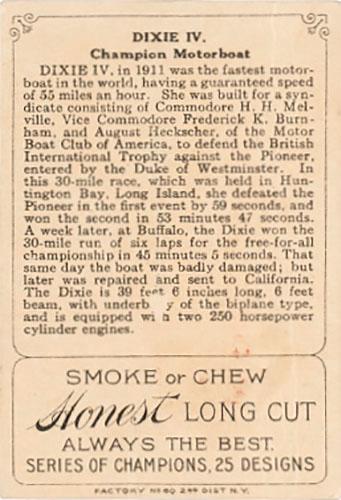 DIXIE IV.
Champion Motorboat
DIXIE IV, in 1911 was the fastest motor-
boat in the world, having a guaranteed speed
of 55 miles an hour. She was built for a syn-
dicate consisting of Commodore H. H. Mel-
ville, Vice Commodore Frederick K. Burn-
ham, and August Heckscher, of the Motor
Boat Club of America, to defend the British
International Trophy against the Pioneer,
entered by the Duke of Westminster. In
this 30-mile race, which was held in Hun-
tington Bay, Long Island, she defeated the
Pioneer in the first event by 59 seconds, and
won the second in 53 minutes 47 seconds.
A week later, at Buffalo, the Dixie won the
30-mile run of six laps for the free-for-all
championship in 45 minutes 5 seconds. That
same day the boat was badly damaged; but
later was repaired and sent to California.
The Dixie is 39 feet 6 inches long, 6 feet
beam, with of the biplane type,
and is equipped with two 250 horsepower
cylinder engines.
SMOKE or CHEW
Honest LONG CUT
ALWAYS THE BEST.
SERIES OF CHAMPIONS, 25 DESIGNS
FACTORY No 60 2ND DIST N.Y.